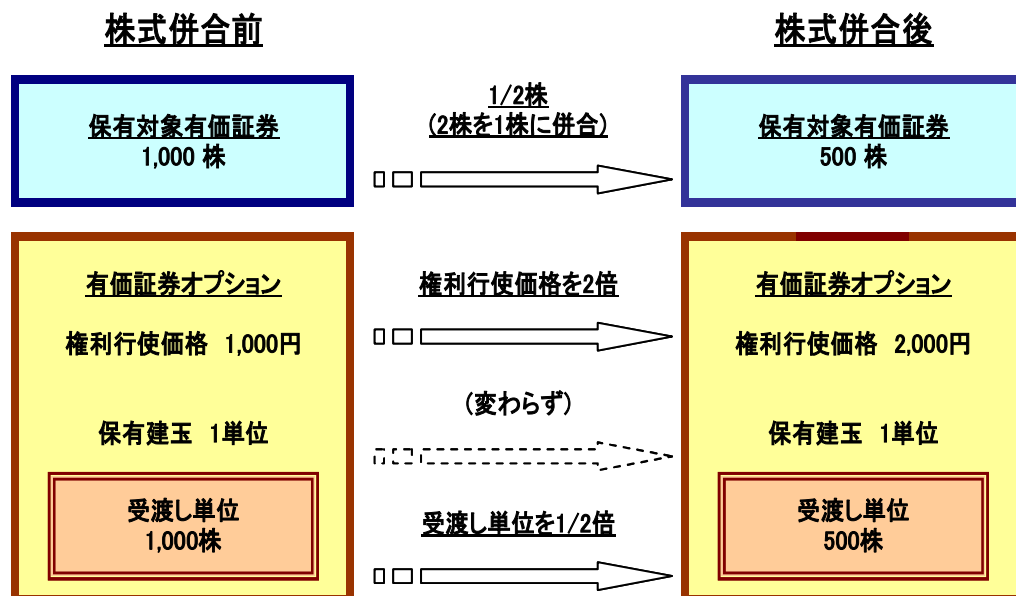 株式併合前
株式併合後
保有対象有価証券
1,000 株
1/2株
(2株を1株に併合)
保有対象有価証券
500 株
有価証券オプション
権利行使価格 1,000円
保有建玉 1単位
受渡し単位
1,000株
権利行使価格を2倍
(変わらず)
受渡し単位を1/2倍
有価証券オプション
権利行使価格 2,000円
保有建玉 1単位
受渡し単位
500株